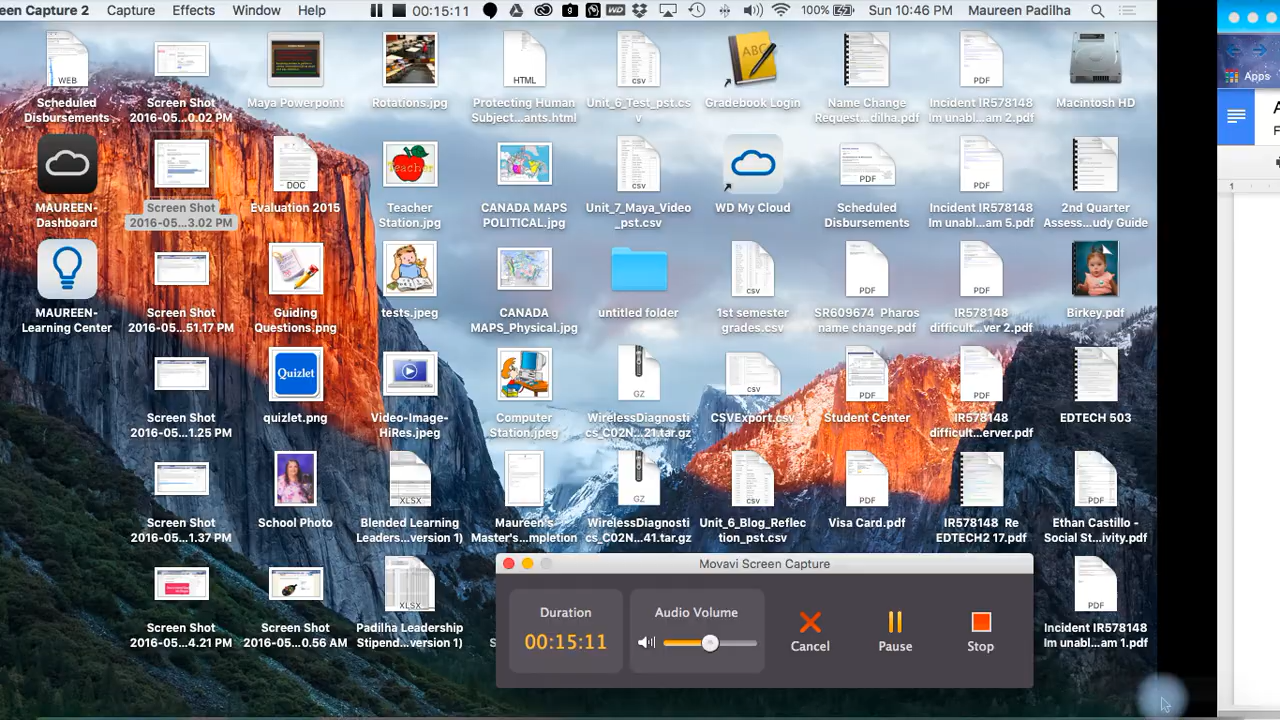 een Capture 2 Capture Effects Window Help 00:15:11 WD 100% Sun 10:46 PM Maureen Padilha
Apps
WEB HTML csv ABC PDF
Scheduled Disbursements
Screen Shot 2016-05...0.02 PM
Maya Powerpoint
Rotations.jpg
Protecting Human Subject...ants.html
Unit_6_Test_pst.csv
Gradebook Login
Name Change Request...dilha.pdf
Incident IR578148 Im unabl...am 2.pdf
Macintosh HD
DOC Teacher csv PDF PDF
MAUREEN-Dashboard
Screen Shot 2016-05...3.02 PM
Evaluation 2015
Teacher Station.jpg
CANADA MAPS POLITICAL.jpg
Unit_7_Maya_Video_pst.csv
WD My Cloud
Scheduled Disbursements
Incident IR578148 Im unabl...am 5.pdf
2nd Quarter Assess...udy Guide
csv PDF PDF
MAUREEN-Learning Center
Screen Shot 2016-05...51.17 PM
Guiding Questions.png
tests.jpeg
CANADA MAPS_Physical.jpg
untitled folder
1st semester grades.csv
SR609674 Pharos name change.pdf
IR578148 difficult...ver 2.pdf
Birkey.pdf
Quizlet GZ csv PDF PDF
Screen Shot 2016-05...1.25 PM
quizlet.png
Video-Image-HiRes.jpeg
Computer Station.jpeg
WirelessDiagnostics_C02N...21.tar.gz
CSVExport.csv
Student Center
IR578148 difficult...erver.pdf
EDTECH 503
XLSX GZ csv PDF PDF
Screen Shot 2016-05...1.37 PM
School Photo
Blended Learning Leaders...version 1)
Maureen's Master's...mpletion
WirelessDiagnostics_C02N...41.tar.gz
Unit_6_Blog_Reflection_pst.csv
Visa Card.pdf
IR578148 Re EDTECH2 17.pdf
Ethan Castillo - Social St...ivity.pdf
XLSX PDF
Screen Shot 2016-05...4.21 PM
Screen Shot 2016-05...0.56 AM
Padilha Leadership Stipend...version 1)
Incident IR578148 Im unabl...am 1.pdf
Duration
00:15:11
Audio Volume
Cancel
Pause
Stop